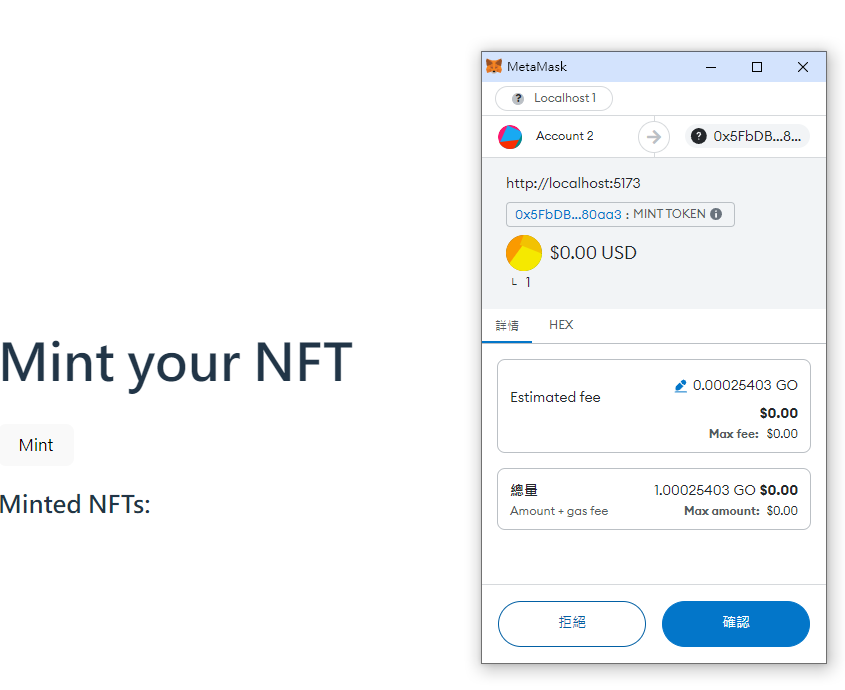 Mint your NFT
Mint
Minted NFTs:
MetaMask
? Localhost 1
Account 2
? 0x5FbDB...8...
http://localhost:5173
0x5FbDB...80aa3 : MINT TOKEN
$0.00 USD
1
詳情
HEX
Estimated fee
0.00025403 GO
$0.00
Max fee: $0.00
總量
1.00025403 GO $0.00
Amount + gas fee
Max amount: $0.00
拒絕
確認